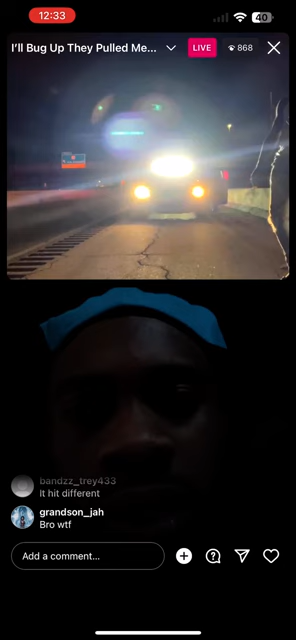 12:33
40
I'll Bug Up They Pulled Me...
LIVE
868
bandzz_trey433
It hit different
grandson_jah
Bro wtf
Add a comment...